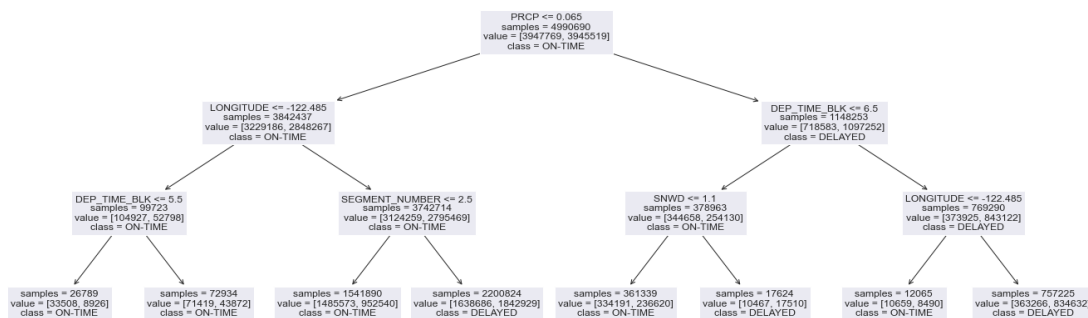 PRCP <= 0.065
samples = 4990690
value = [3947769, 3945519]
class = ON-TIME
LONGITUDE <= -122.485
samples = 3842437
value = [3229186, 2848267]
class = ON-TIME
DEP_TIME_BLK <= 6.5
samples = 1148253
value = [718583, 1097252]
class = DELAYED
DEP_TIME_BLK <= 5.5
samples = 99723
value = [104927, 52798]
class = ON-TIME
SEGMENT_NUMBER <= 2.5
samples = 3742714
value = [3124259, 2795469]
class = ON-TIME
SNWD <= 1.1
samples = 378963
value = [344658, 254130]
class = ON-TIME
LONGITUDE <= -122.485
samples = 769290
value = [373925, 843122]
class = DELAYED
samples = 26789
value = [33508, 8926]
class = ON-TIME
samples = 72934
value = [71419, 43872]
class = ON-TIME
samples = 1541890
value = [1485573, 952540]
class = ON-TIME
samples = 2200824
value = [1638686, 1842929]
class = DELAYED
samples = 361339
value = [334191, 236620]
class = ON-TIME
samples = 17624
value = [10467, 17510]
class = DELAYED
samples = 12065
value = [10659, 8490]
class = ON-TIME
samples = 757225
value = [363266, 834632]
class = DELAYED